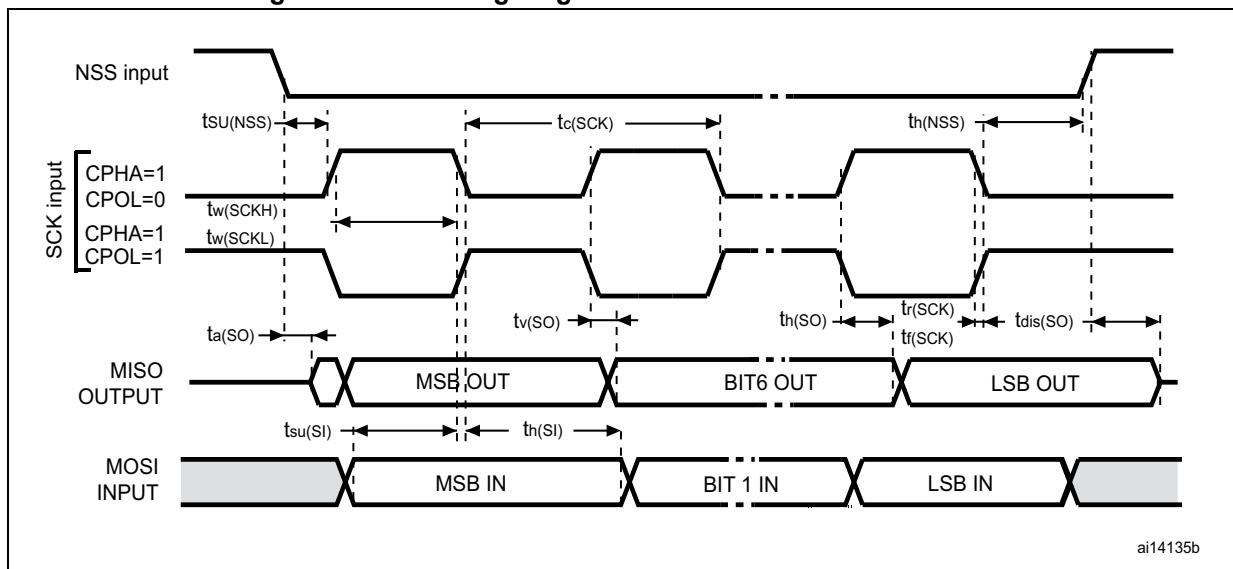 NSS input
tSU(NSS)
tc(SCK)
th(NSS)
SCK input
CPHA=1
CPOL=0
tw(SCKH)
CPHA=1
tw(SCKL)
CPOL=1
ta(SO)
tv(SO)
th(SO)
tr(SCK)
tf(SCK)
tdis(SO)
MISO
OUTPUT
MSB OUT
BIT6 OUT
LSB OUT
tsu(SI)
th(SI)
MOSI
INPUT
MSB IN
BIT 1 IN
LSB IN
ai14135b